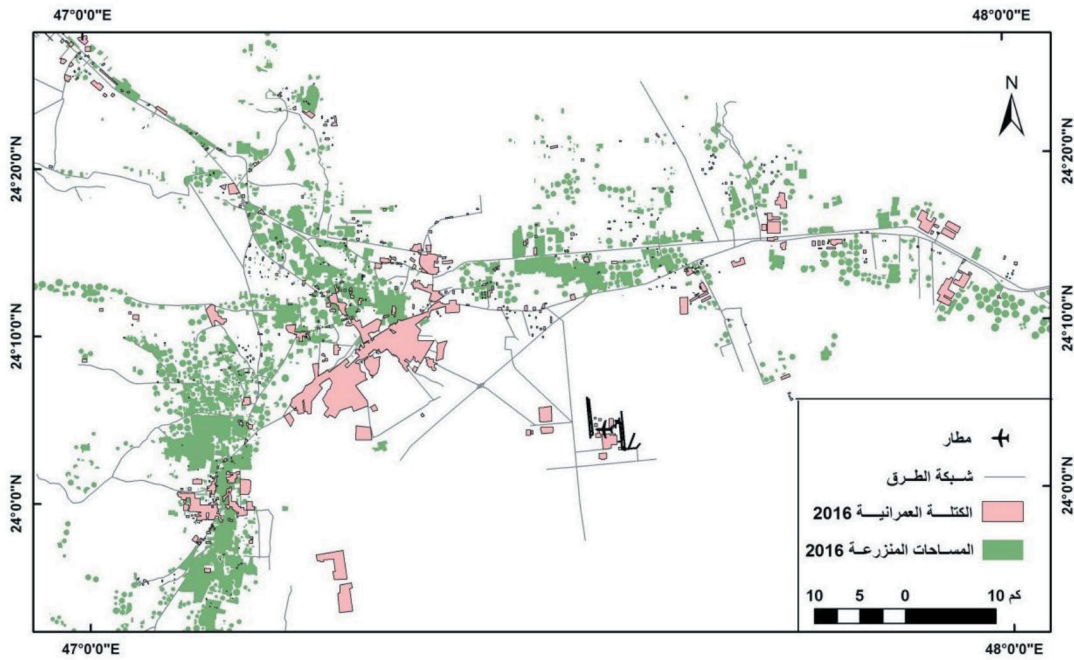 47°0'0"E 48°0'0"E
N
24°20'0"N 24°20'0"N
24°10'0"N 24°10'0"N
24°0'0"N 24°0'0"N
مطار
شبكة الطرق
الكتلة العمرانية 2016
المساحات المنزرعة 2016
10 5 0 10 كم
47°0'0"E 48°0'0"E